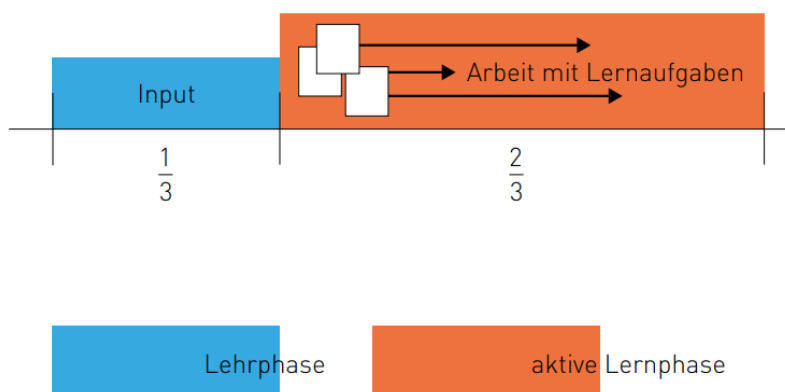 Input
Arbeit mit Lernaufgaben
1/3
2/3
Lehrphase
aktive Lernphase